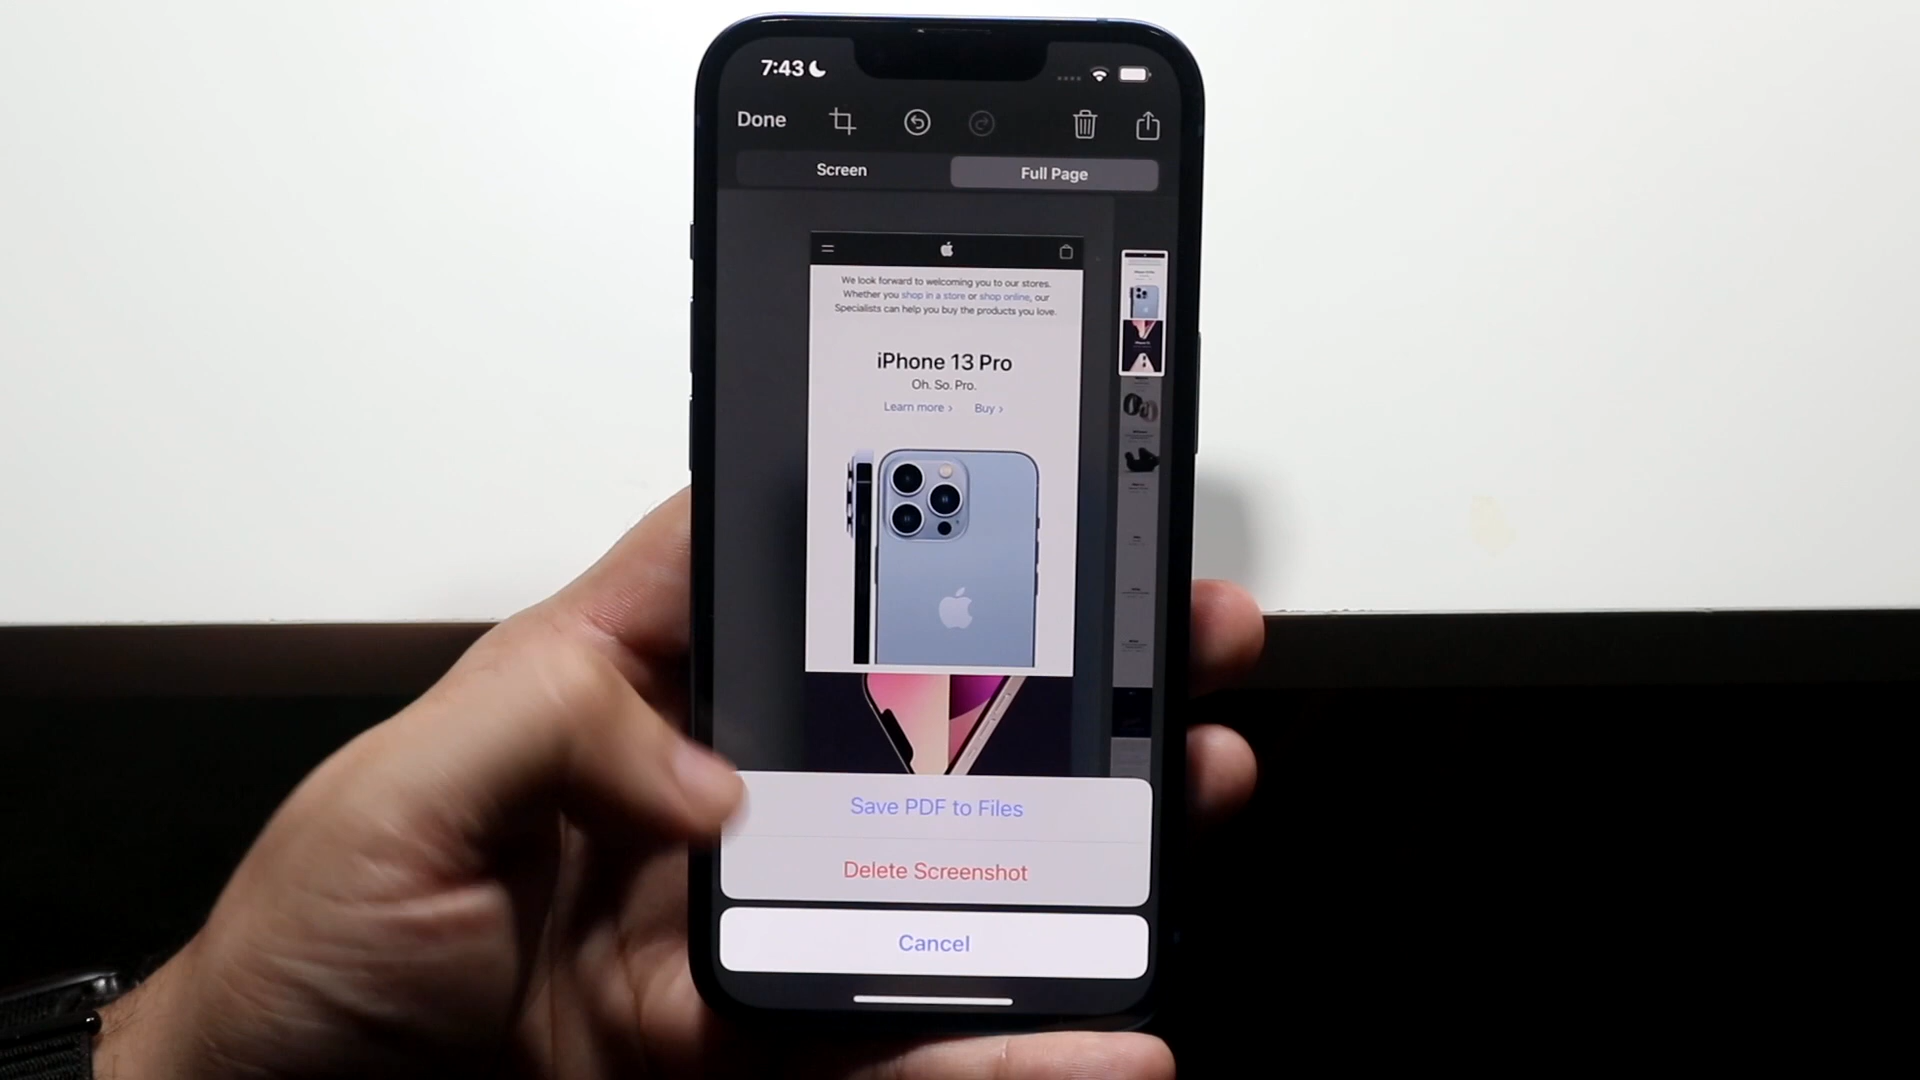 7:43
Done
Screen
Full Page
We look forward to welcoming you to our stores.
Whether you shop in a store or shop online, our
Specialists can help you buy the products you love.
iPhone 13 Pro
Oh. So. Pro.
Learn more >
Buy >
Save PDF to Files
Delete Screenshot
Cancel